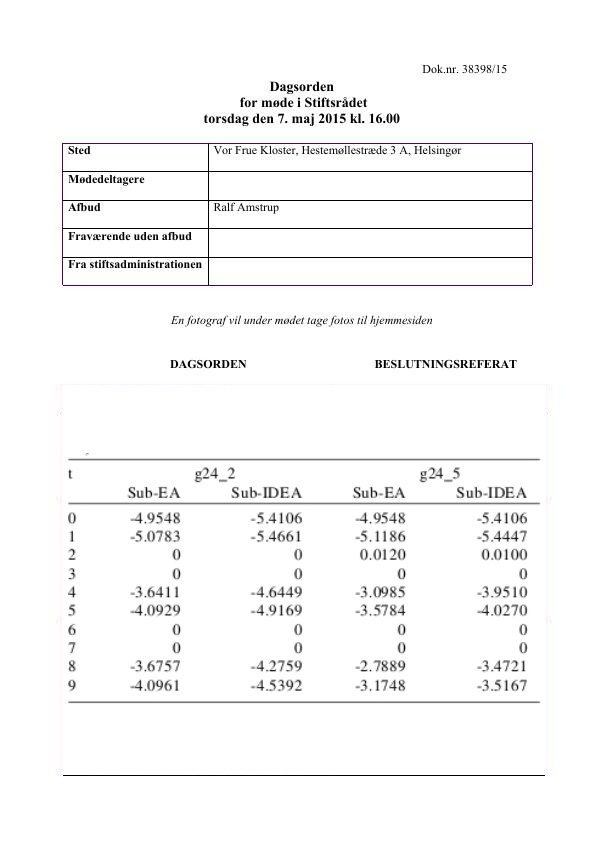 Dok.nr. 38398/15
Dagsorden
for møde i Stiftsrådet
torsdag den 7. maj 2015 kl. 16.00
Sted Vor Frue Kloster, Hestemøllestræde 3 A, Helsingør
Mødedeltagere
Afbud Ralf Amstrup
Fraværende uden afbud
Fra stiftsadministrationen
En fotograf vil under mødet tage fotos til hjemmesiden
DAGSORDEN BESLUTNINGSREFERAT
t g24_2 g24_5
Sub-EA Sub-IDEA Sub-EA Sub-IDEA
0 -4.9548 -5.4106 -4.9548 -5.4106
1 -5.0783 -5.4661 -5.1186 -5.4447
2 0 0 0.0120 0.0100
3 0 0 0 0
4 -3.6411 -4.6449 -3.0985 -3.9510
5 -4.0929 -4.9169 -3.5784 -4.0270
6 0 0 0 0
7 0 0 0 0
8 -3.6757 -4.2759 -2.7889 -3.4721
9 -4.0961 -4.5392 -3.1748 -3.5167